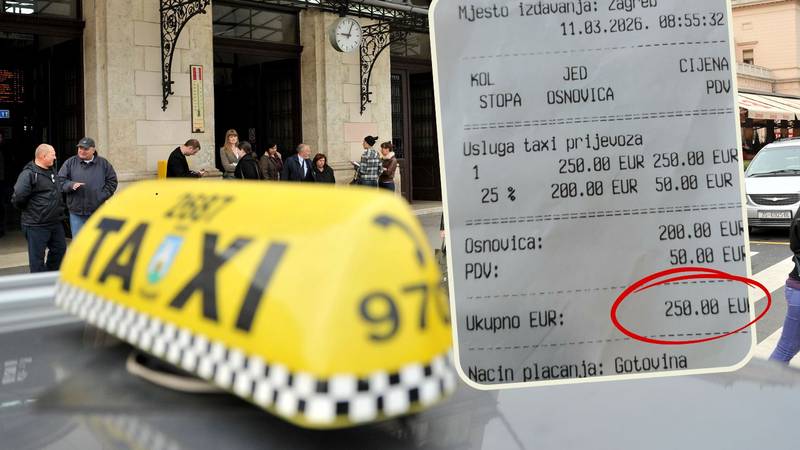 Mjesto izdavanja: Zagreb
11.03.2026. 08:55:32
KOL JED CIJENA
STOPA OSNOVICA PDV
Usluga taxi prijevoza
1 250.00 EUR 250.00 EUR
25 % 200.00 EUR 50.00 EUR
Osnovica: 200.00 EUR
PDV: 50.00 EUR
Ukupno EUR: 250.00 EU
Nacin placanja: Gotovina
2687
TAXI
970